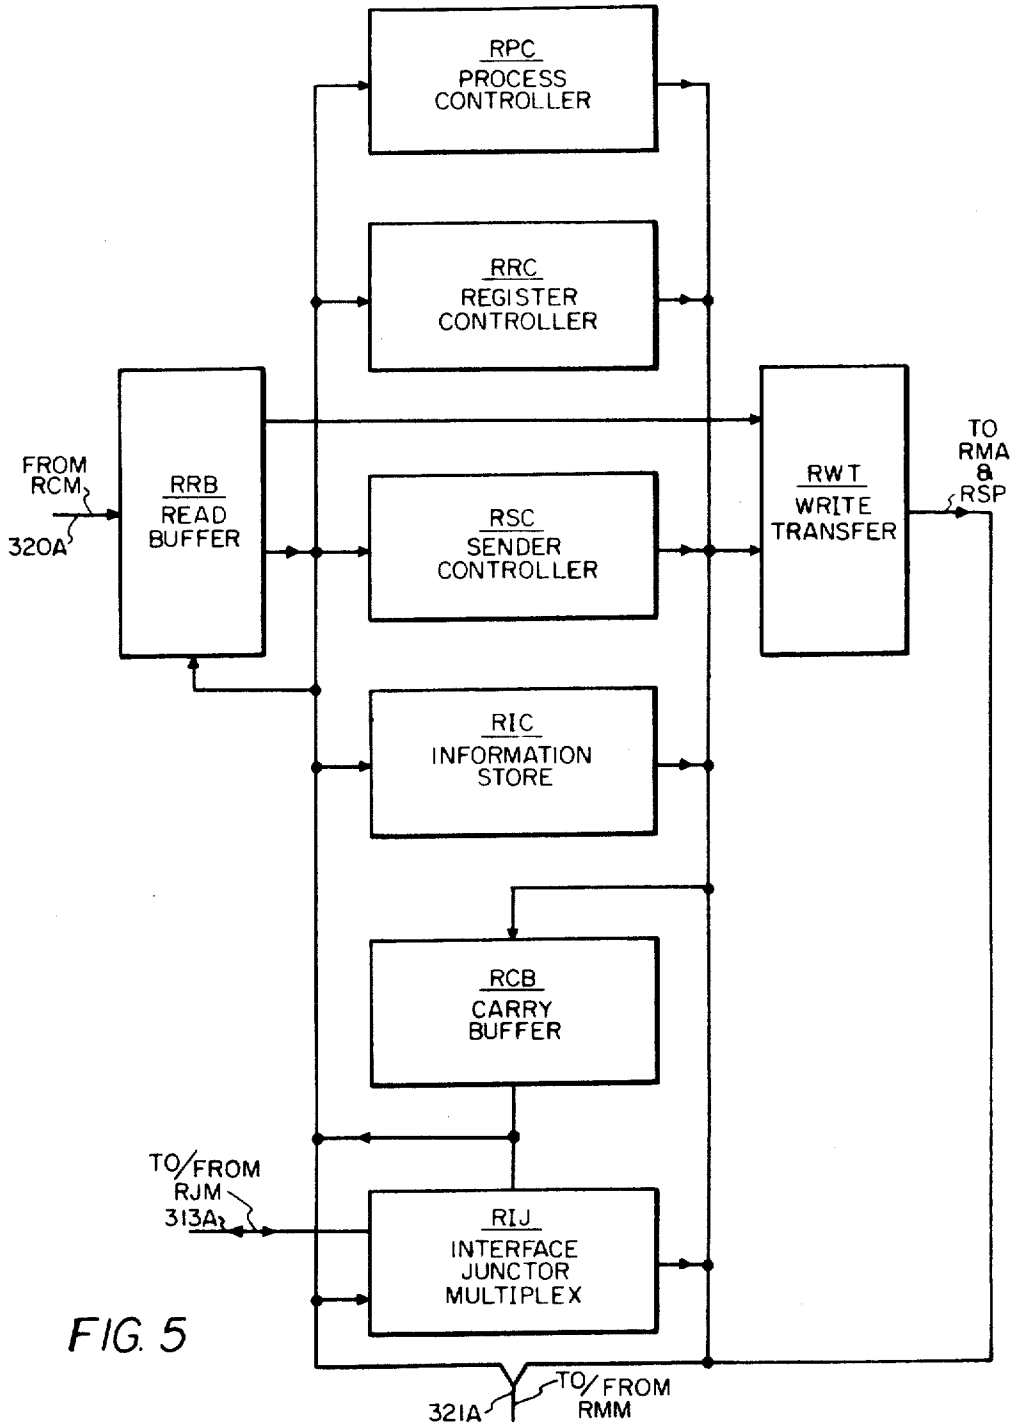 RPC
PROCESS
CONTROLLER
RRC
REGISTER
CONTROLLER
FROM
RCM
320A
RRB
READ
BUFFER
RSC
SENDER
CONTROLLER
RWT
WRITE
TRANSFER
TO
RMA
&
RSP
RIC
INFORMATION
STORE
RCB
CARRY
BUFFER
TO/FROM
RJM
313A
RIJ
INTERFACE
JUNCTOR
MULTIPLEX
FIG. 5
321A
TO/FROM
RMM